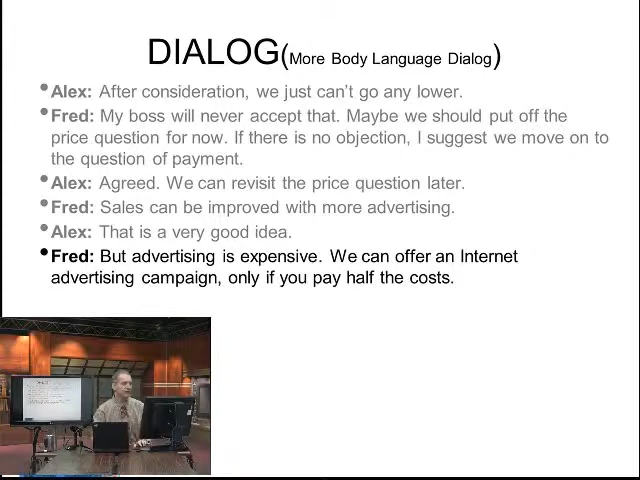 DIALOG(More Body Language Dialog)
•Alex: After consideration, we just can't go any lower.
•Fred: My boss will never accept that. Maybe we should put off the
price question for now. If there is no objection, I suggest we move on to
the question of payment.
•Alex: Agreed. We can revisit the price question later.
•Fred: Sales can be improved with more advertising.
•Alex: That is a very good idea.
•Fred: But advertising is expensive. We can offer an Internet
advertising campaign, only if you pay half the costs.